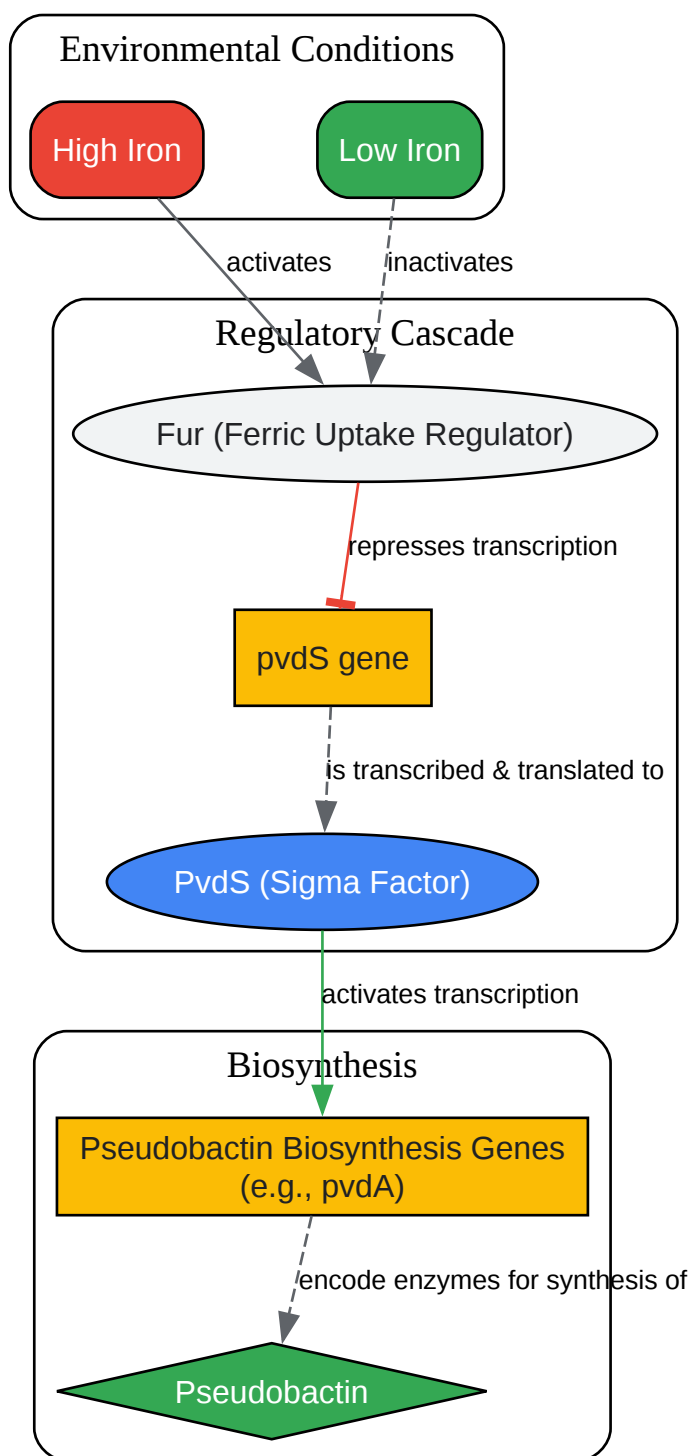 Environmental Conditions
High Iron
Low Iron
activates
inactivates
Regulatory Cascade
Fur (Ferric Uptake Regulator)
represses transcription
pvdS gene
is transcribed & translated to
PvdS (Sigma Factor)
activates transcription
Biosynthesis
Pseudobactin Biosynthesis Genes
(e.g., pvdA)
encode enzymes for synthesis of
Pseudobactin